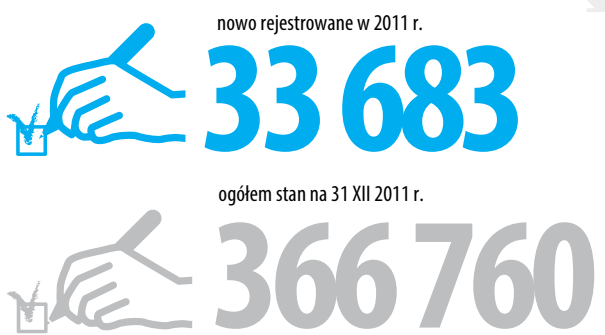 nowo rejestrowane w 2011 r.
33 683
ogółem stan na 31 XII 2011 r.
366 760